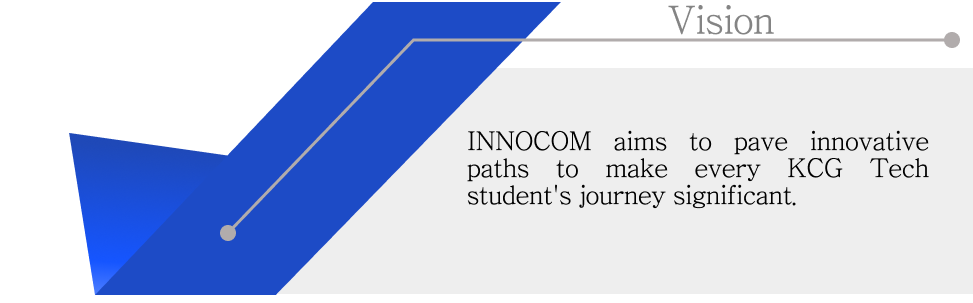 Vision
INNOCOM aims to pave innovative
paths to make every KCG Tech
student's journey significant.